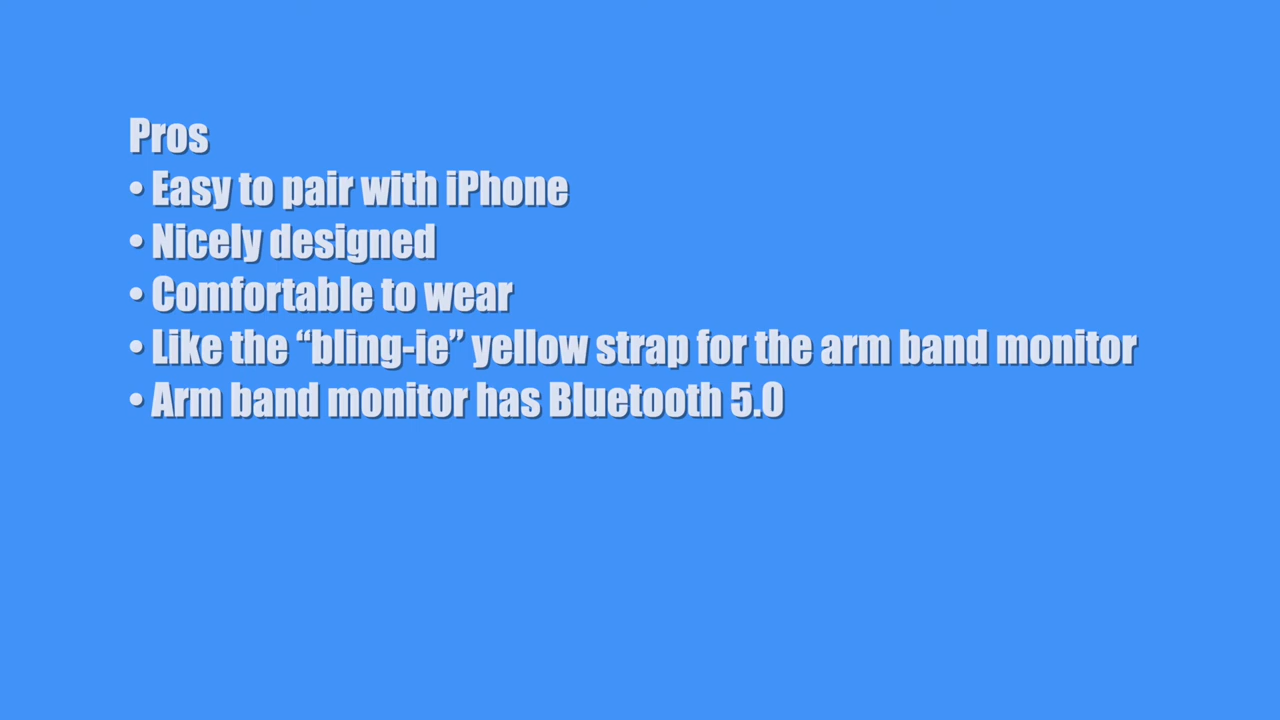 Pros
• Easy to pair with iPhone
• Nicely designed
• Comfortable to wear
• Like the “bling-ie” yellow strap for the arm band monitor
• Arm band monitor has Bluetooth 5.0